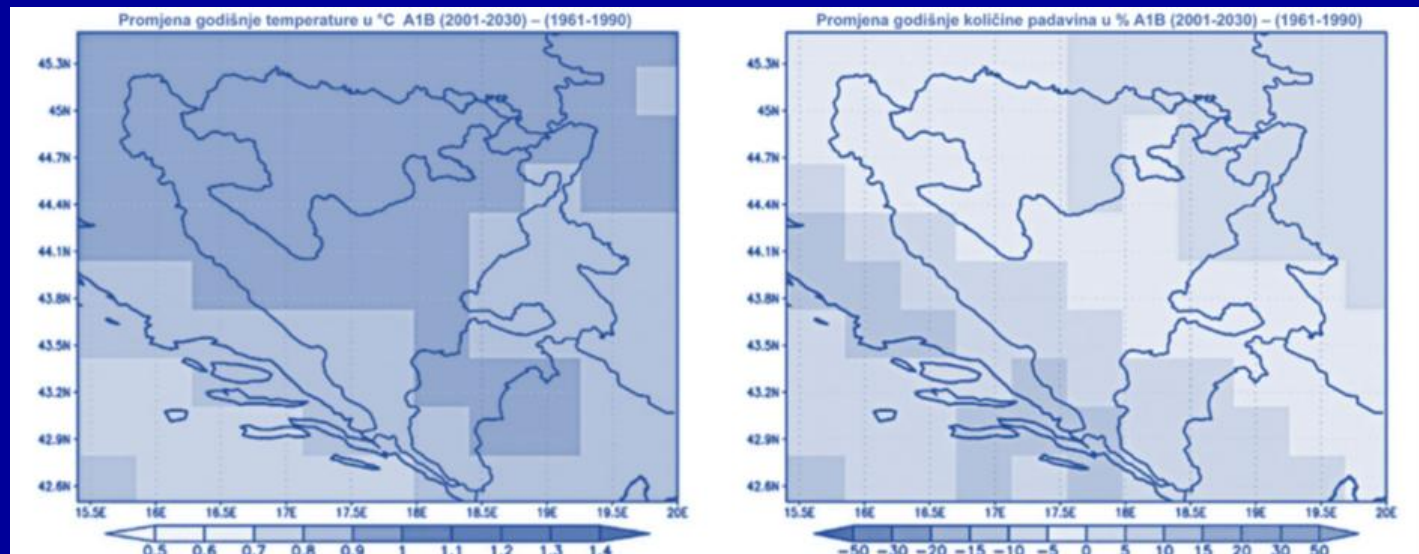 Promjena godišnje temperature u °C A1B (2001-2030) – (1961-1990)
45.3N
45N
44.7N
44.4N
44.1N
43.8N
43.5N
43.2N
42.9N
42.6N
15.5E 16E 16.5E 17E 17.5E 18E 18.5E 19E 19.5E 20E
0.5 0.6 0.7 0.8 0.9 1 1.1 1.2 1.3 1.4
Promjena godišnje količine padavina u % A1B (2001-2030) – (1961-1990)
45.3N
45N
44.7N
44.4N
44.1N
43.8N
43.5N
43.2N
42.9N
42.6N
15.5E 16E 16.5E 17E 17.5E 18E 18.5E 19E 19.5E 20E
-50 -30 -20 -15 -10 -5 0 5 10 15 20 30 50